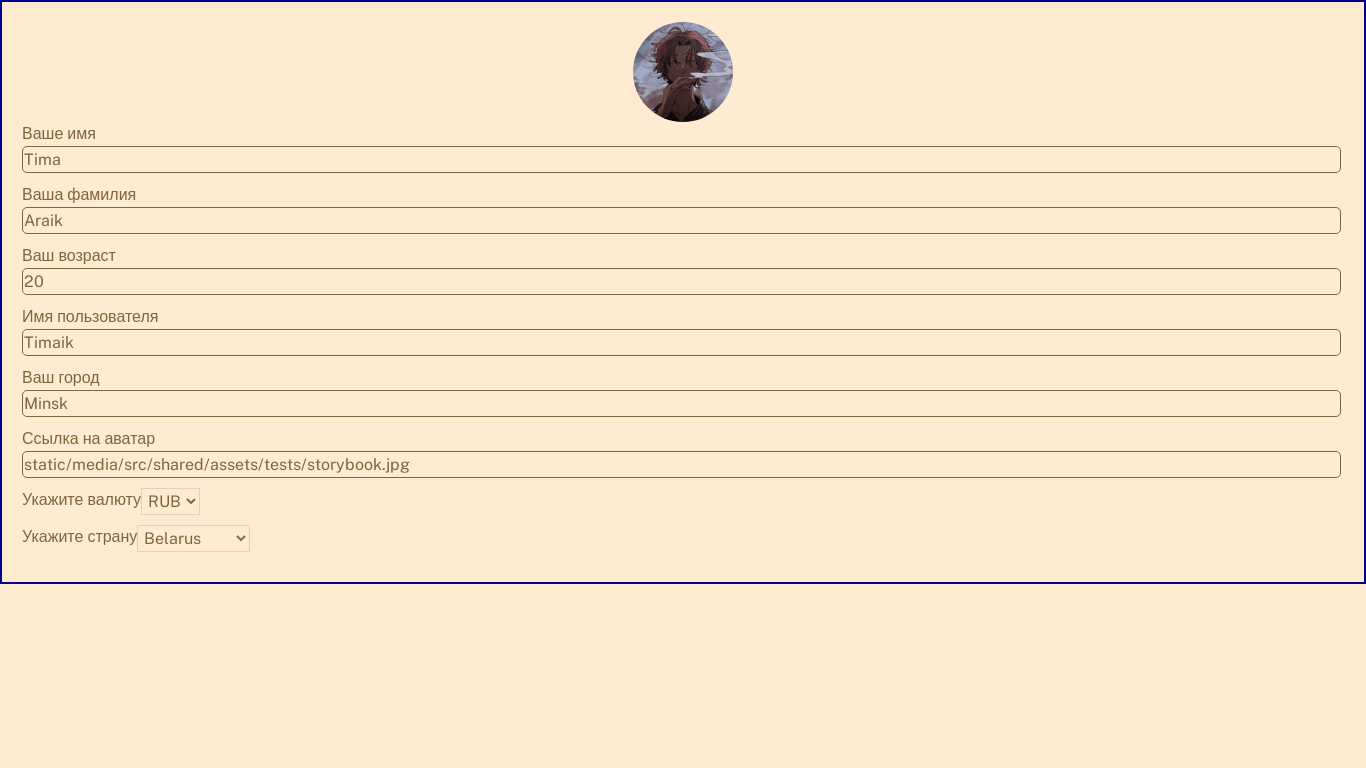 Ваше имя
Tima
Ваша фамилия
Araik
Ваш возраст
20
Имя пользователя
Timaik
Ваш город
Minsk
Ссылка на аватар
static/media/src/shared/assets/tests/storybook.jpg
Укажите валюту RUB
Укажите страну Belarus